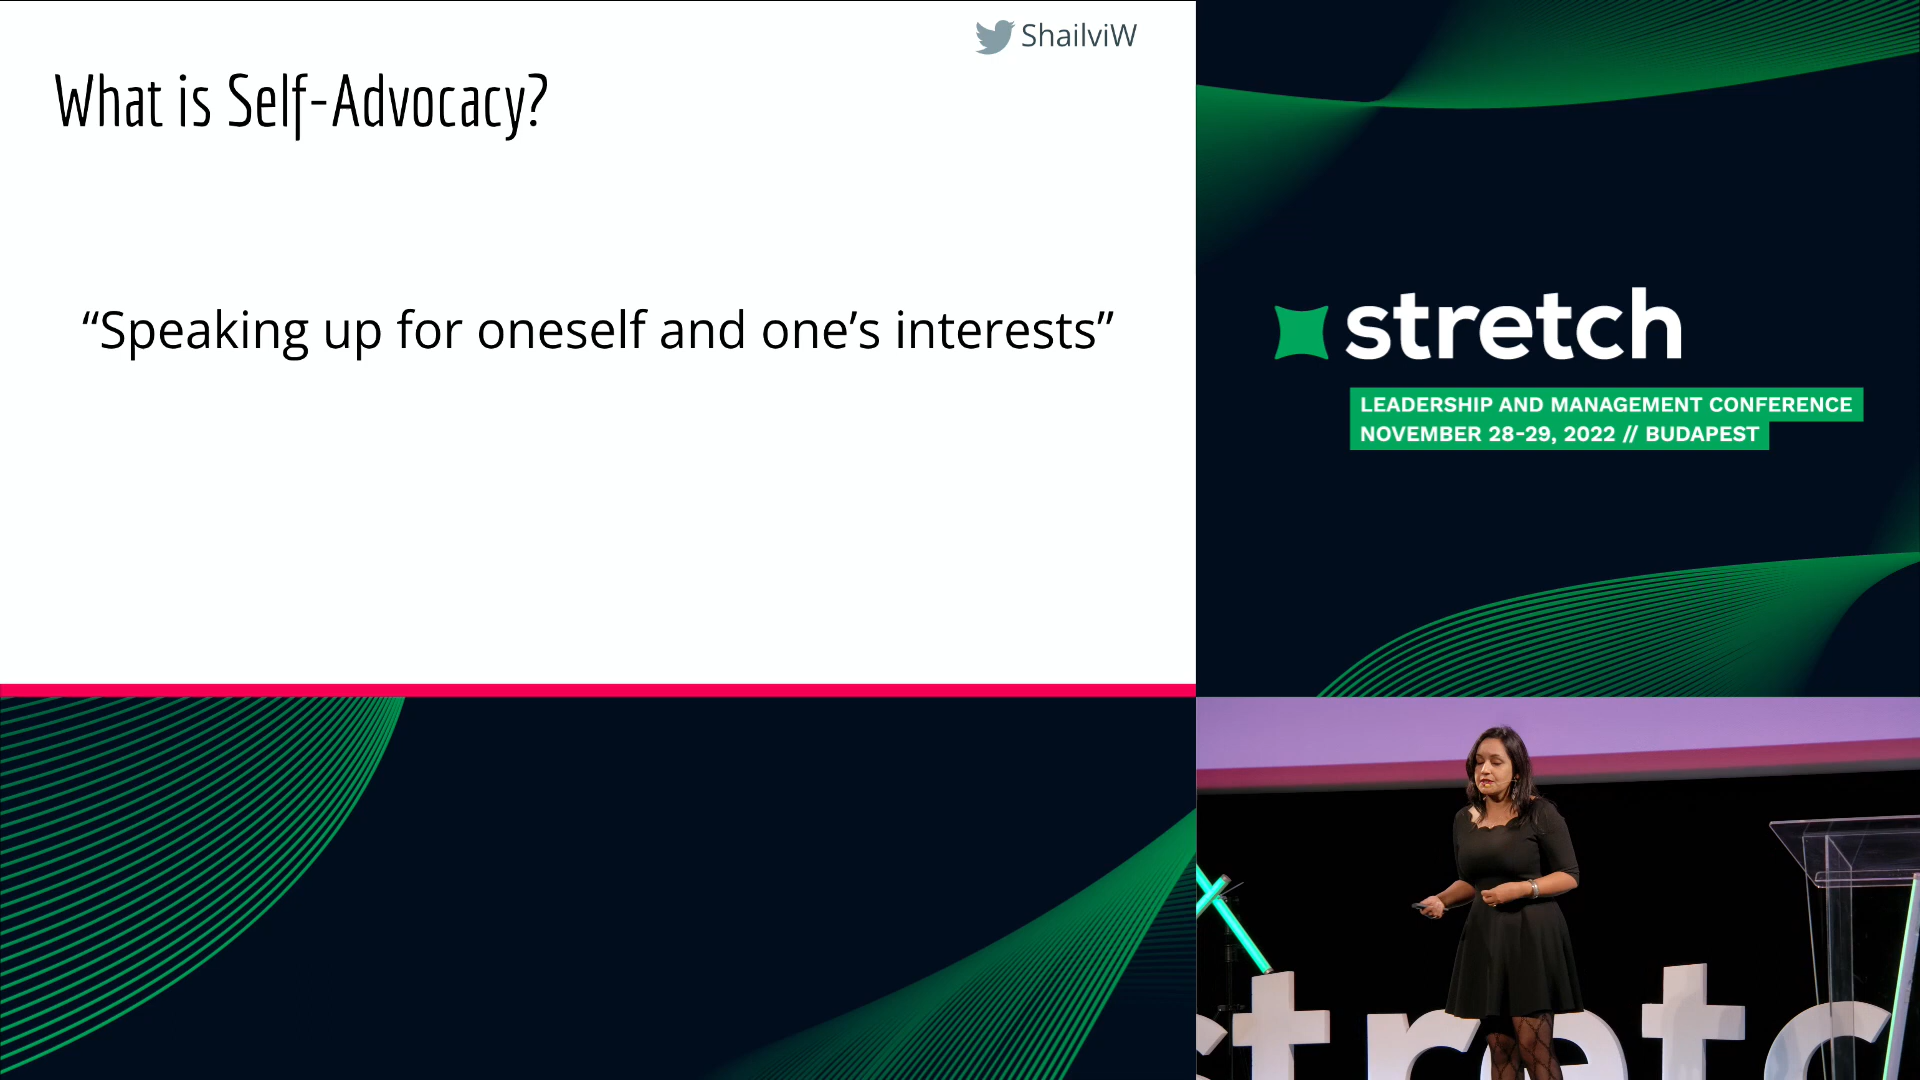 ShailviW
What is Self-Advocacy?
“Speaking up for oneself and one’s interests”
stretch
LEADERSHIP AND MANAGEMENT CONFERENCE
NOVEMBER 28-29, 2022 // BUDAPEST
stretc